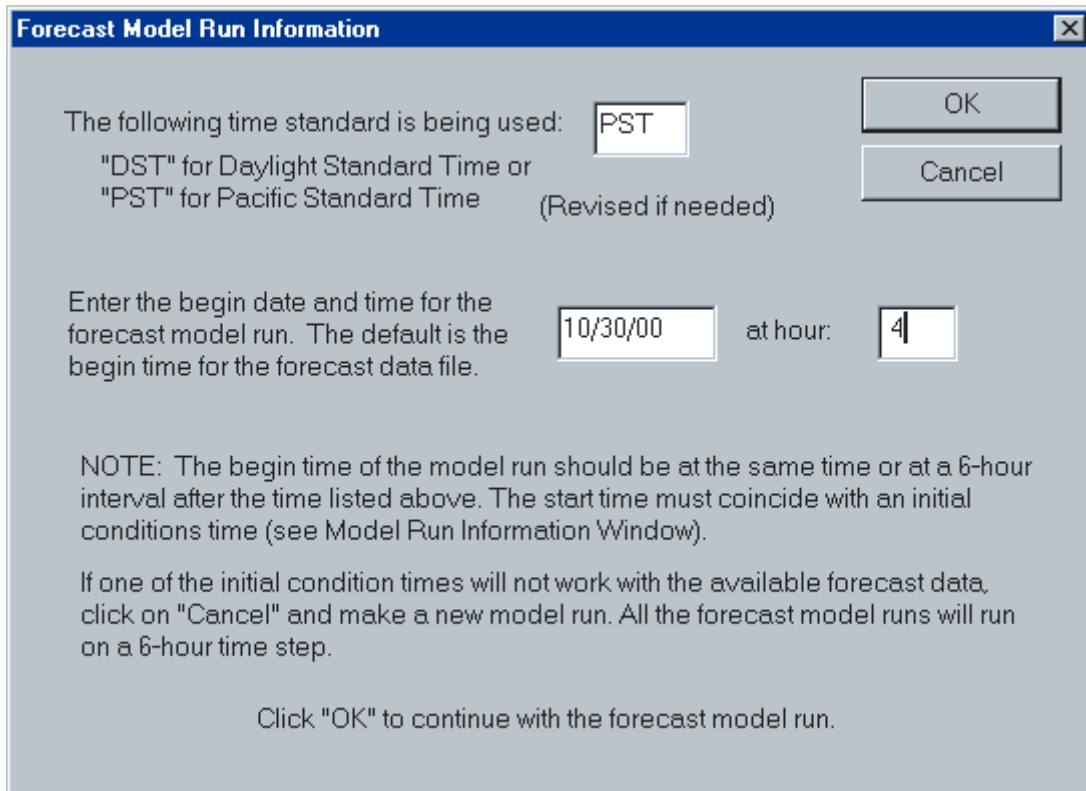 Forecast Model Run Information
The following time standard is being used: PST
OK
"DST" for Daylight Standard Time or
"PST" for Pacific Standard Time
(Revised if needed)
Cancel
Enter the begin date and time for the
forecast model run. The default is the
begin time for the forecast data file.
10/30/00 at hour: 4
NOTE: The begin time of the model run should be at the same time or at a 6-hour
interval after the time listed above. The start time must coincide with an initial
conditions time (see Model Run Information Window).
If one of the initial condition times will not work with the available forecast data,
click on "Cancel" and make a new model run. All the forecast model runs will run
on a 6-hour time step.
Click "OK" to continue with the forecast model run.